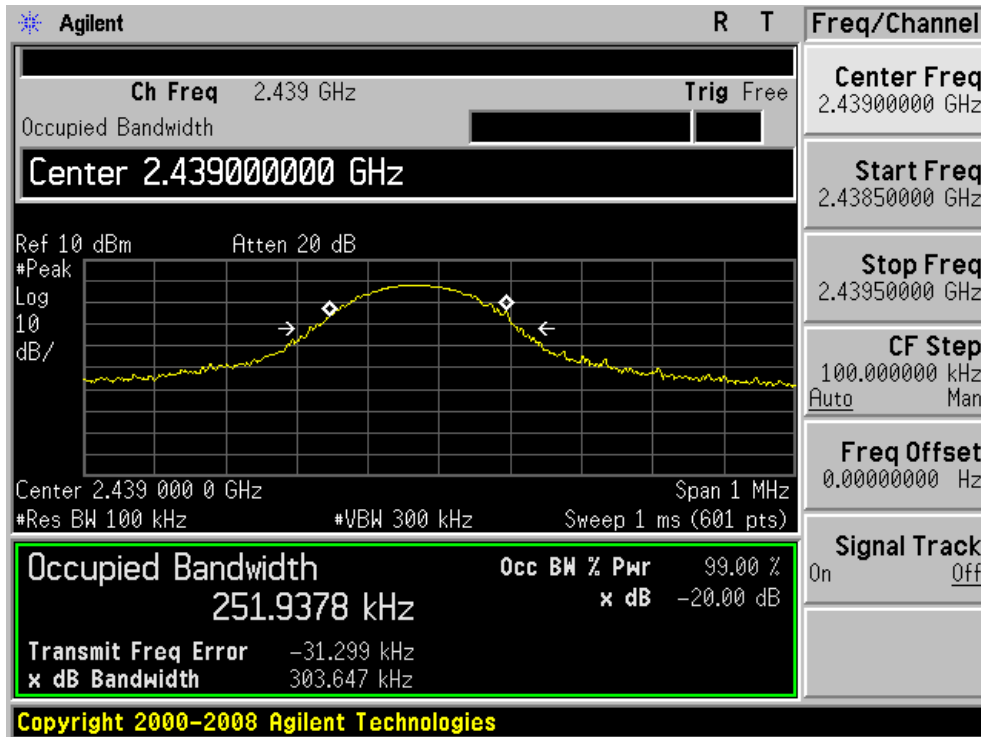 Agilent R T
Ch Freq 2.439 GHz Trig Free
Occupied Bandwidth
Center 2.439000000 GHz
Ref 10 dBm Atten 20 dB
#Peak
Log
10
dB/
Center 2.439 000 0 GHz Span 1 MHz
#Res BW 100 kHz #VBW 300 kHz Sweep 1 ms (601 pts)
Occupied Bandwidth Occ BW % Pwr 99.00 %
251.9378 kHz x dB -20.00 dB
Transmit Freq Error -31.299 kHz
x dB Bandwidth 303.647 kHz
Copyright 2000-2008 Agilent Technologies
Freq/Channel
Center Freq
2.43900000 GHz
Start Freq
2.43850000 GHz
Stop Freq
2.43950000 GHz
CF Step
100.000000 kHz
Auto Man
Freq Offset
0.00000000 Hz
Signal Track
On Off